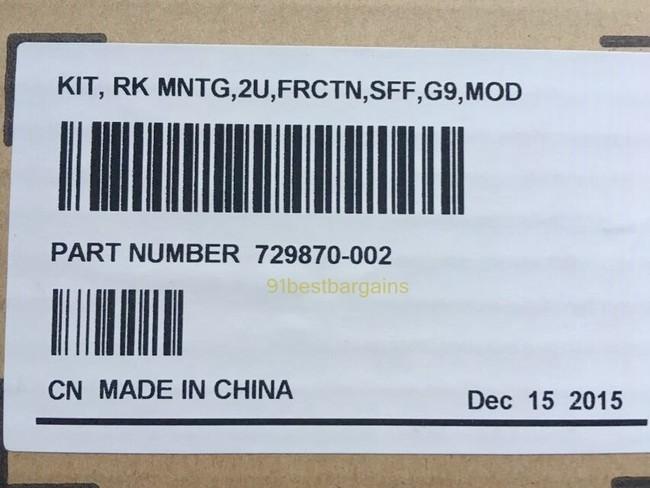 KIT, RK MNTG,2U,FRCTN,SFF,G9,MOD
PART NUMBER 729870-002
91bestbargains
CN MADE IN CHINA
Dec 15 2015